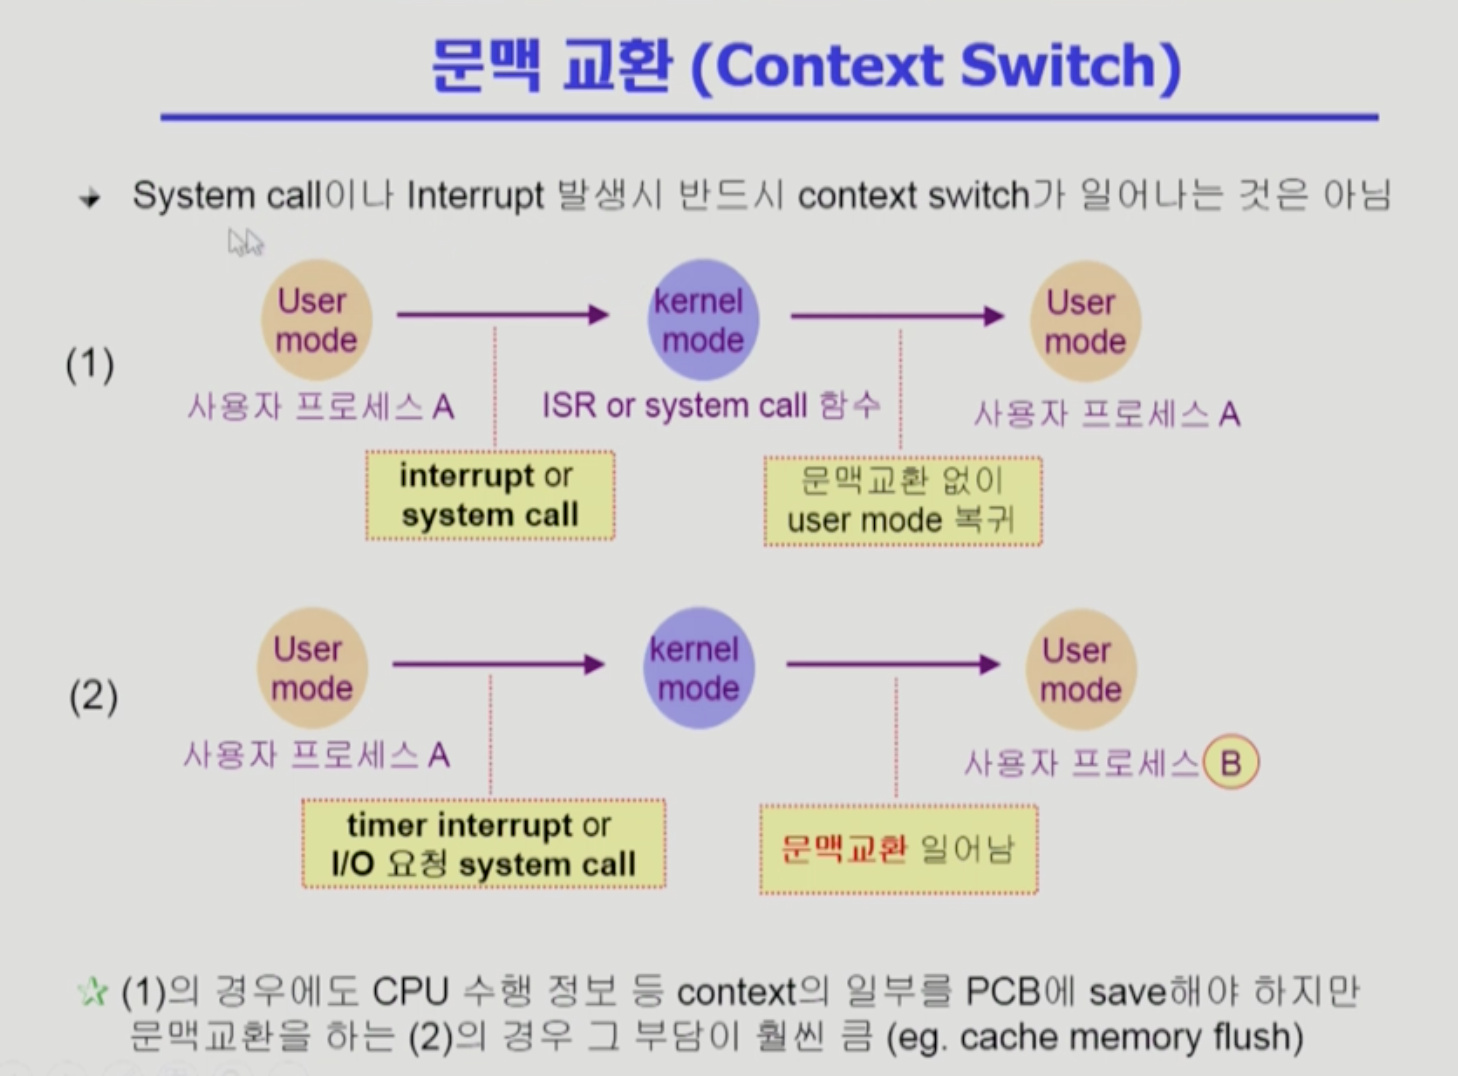 문맥 교환 (Context Switch)
System call이나 Interrupt 발생시 반드시 context switch가 일어나는 것은 아님
(1)
User
mode
사용자 프로세스 A
interrupt or
system call
kernel
mode
ISR or system call 함수
문맥교환 없이
user mode 복귀
User
mode
사용자 프로세스 A
(2)
User
mode
사용자 프로세스 A
timer interrupt or
I/O 요청 system call
kernel
mode
문맥교환 일어남
User
mode
사용자 프로세스 B
(1)의 경우에도 CPU 수행 정보 등 context의 일부를 PCB에 save해야 하지만
문맥교환을 하는 (2)의 경우 그 부담이 훨씬 큼 (eg. cache memory flush)